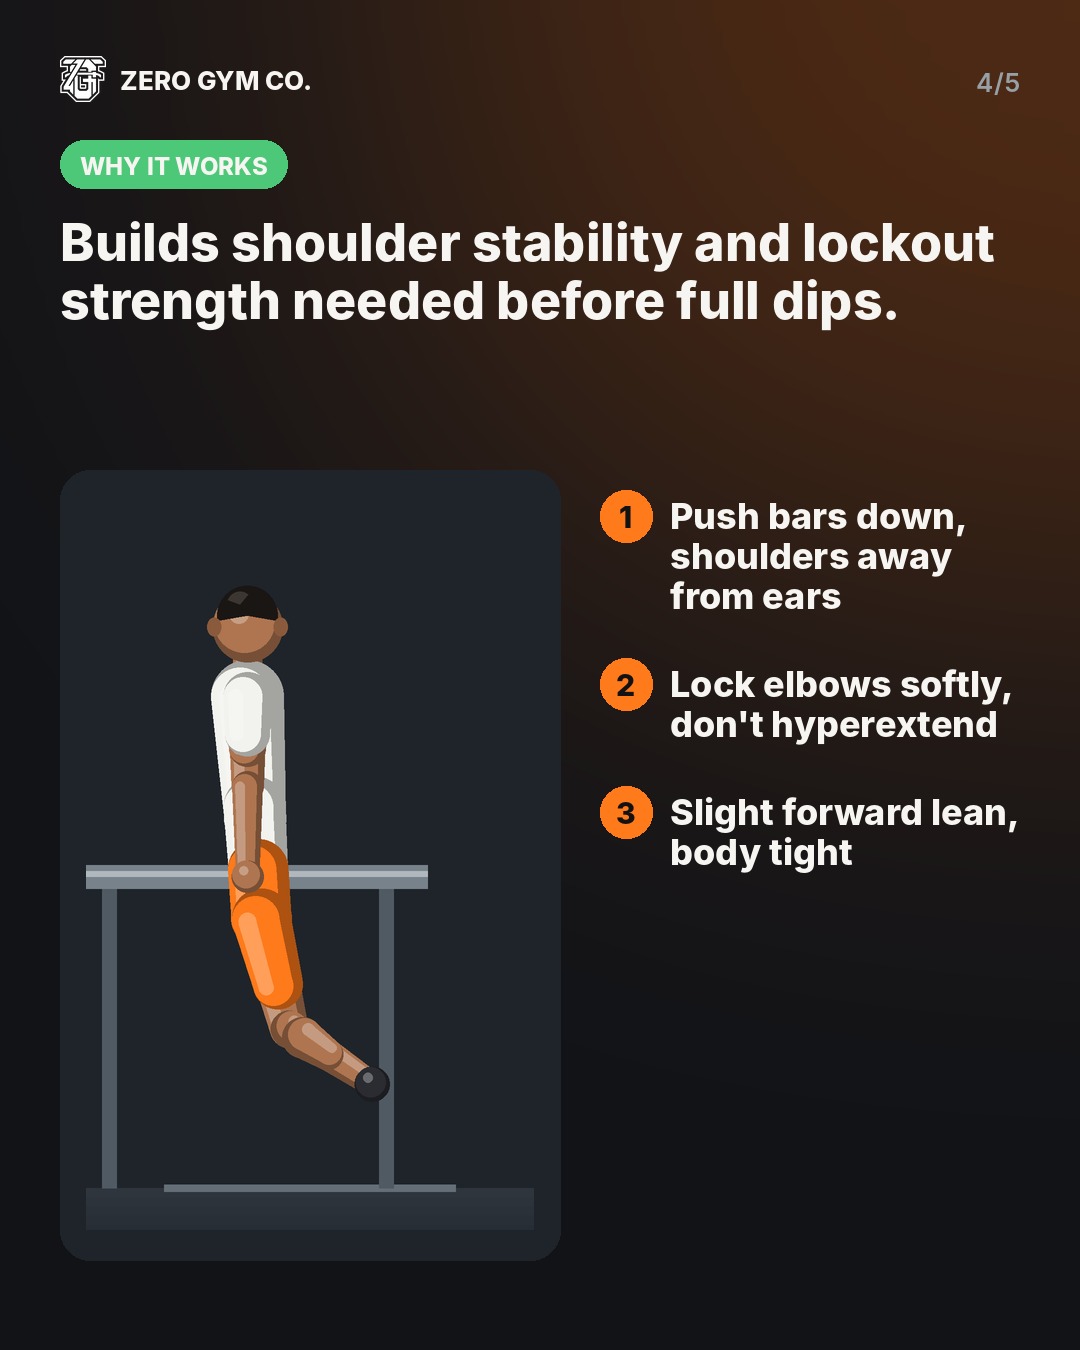 ZERO GYM CO.
4/5
WHY IT WORKS
Builds shoulder stability and lockout
strength needed before full dips.
1 Push bars down,
shoulders away
from ears
2 Lock elbows softly,
don't hyperextend
3 Slight forward lean,
body tight